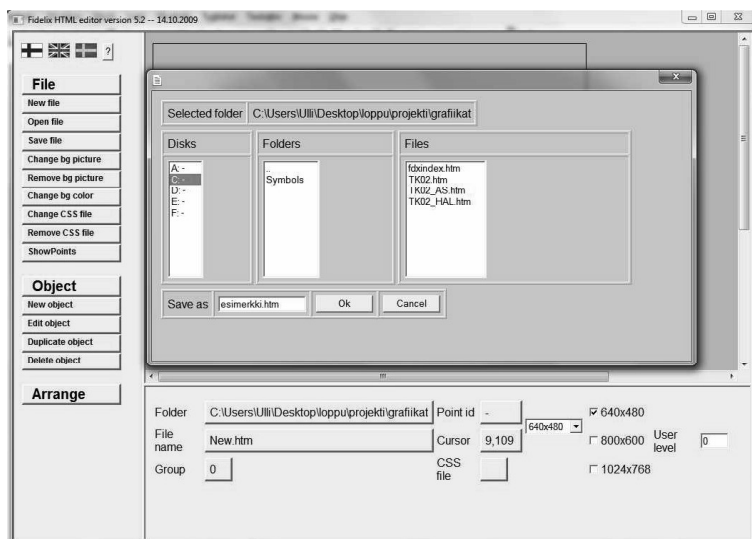 Fidelix HTML editor version 5.2 -- 14.10.2009
?
File
New file
Open file
Save file
Change bg picture
Remove bg picture
Change bg color
Change CSS file
Remove CSS file
ShowPoints
Object
New object
Edit object
Duplicate object
Delete object
Arrange
Selected folder C:\Users\Ulli\Desktop\loppu\projekti\grafiikat
Disks Folders Files
A: -
C: -
D: -
E: -
F: -
..
Symbols
fdxindex.htm
TK02.htm
TK02_AS.htm
TK02_HAL.htm
Save as esimerkki.htm Ok Cancel
Folder C:\Users\Ulli\Desktop\loppu\projekti\grafiikat Point id - 640x480 640x480
File name New.htm Cursor 9,109 800x600 User level 0
Group 0 CSS file 1024x768